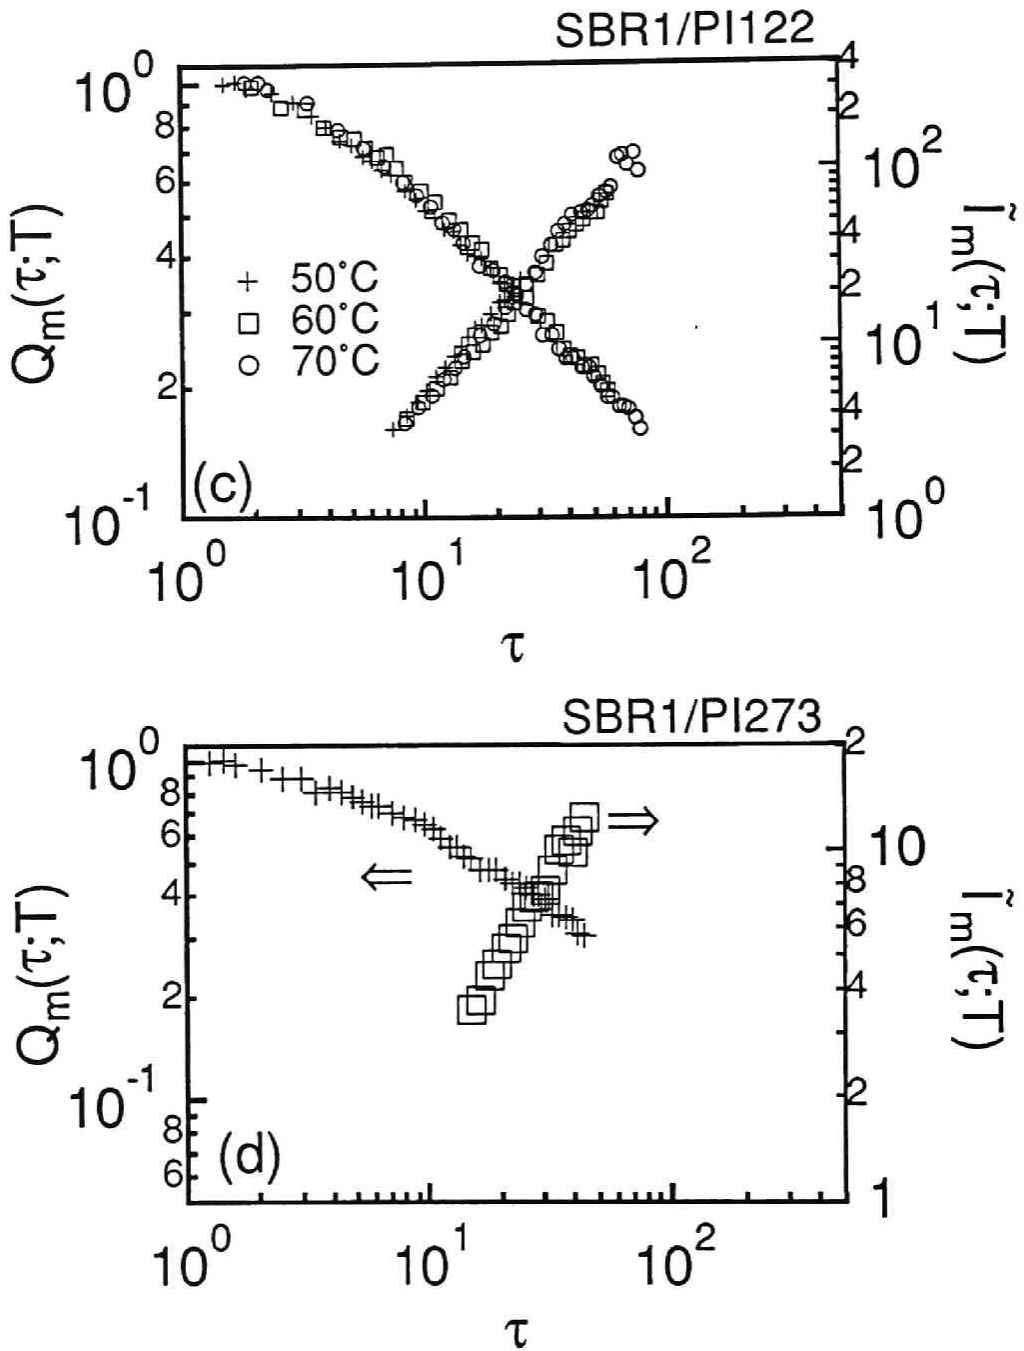 SBR1/PI122
10^0
8
6
4
2
10^-1
Q_m(τ;T)
4
2
10^2
4
2
10^1
4
2
10^0
Ĩ_m(τ;T)
+ 50°C
□ 60°C
○ 70°C
(c)
10^0 10^1 10^2
τ
SBR1/PI273
10^0
8
6
4
2
10^-1
8
6
Q_m(τ;T)
2
10
8
6
4
2
1
Ĩ_m(τ;T)
(d)
10^0 10^1 10^2
τ